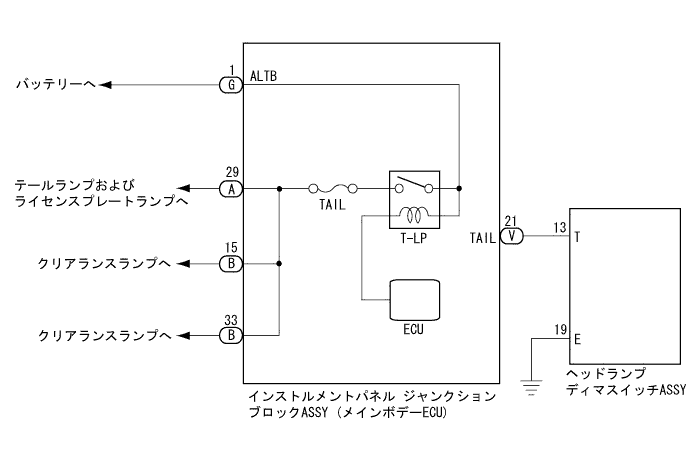 1
ALTB
バッテリーへ
G
29
テールランプおよび
ライセンスプレートランプへ
A
TAIL
T-LP
15
クリアランスランプへ
B
TAIL
21
V
13
T
ECU
33
クリアランスランプへ
B
19
E
ヘッドランプ
ディマスイッチASSY
インストルメントパネル ジャンクション
ブロックASSY (メインボデーECU)